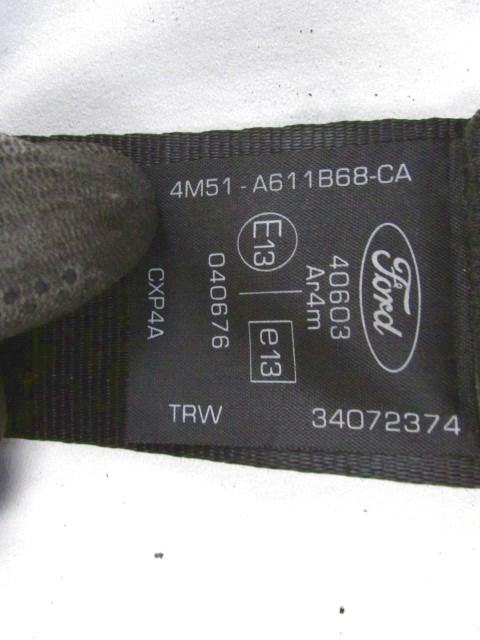 4M51-A611B68-CA
Ford
40603
Ar4m
E13
e13
040676
CXP4A
TRW
34072374